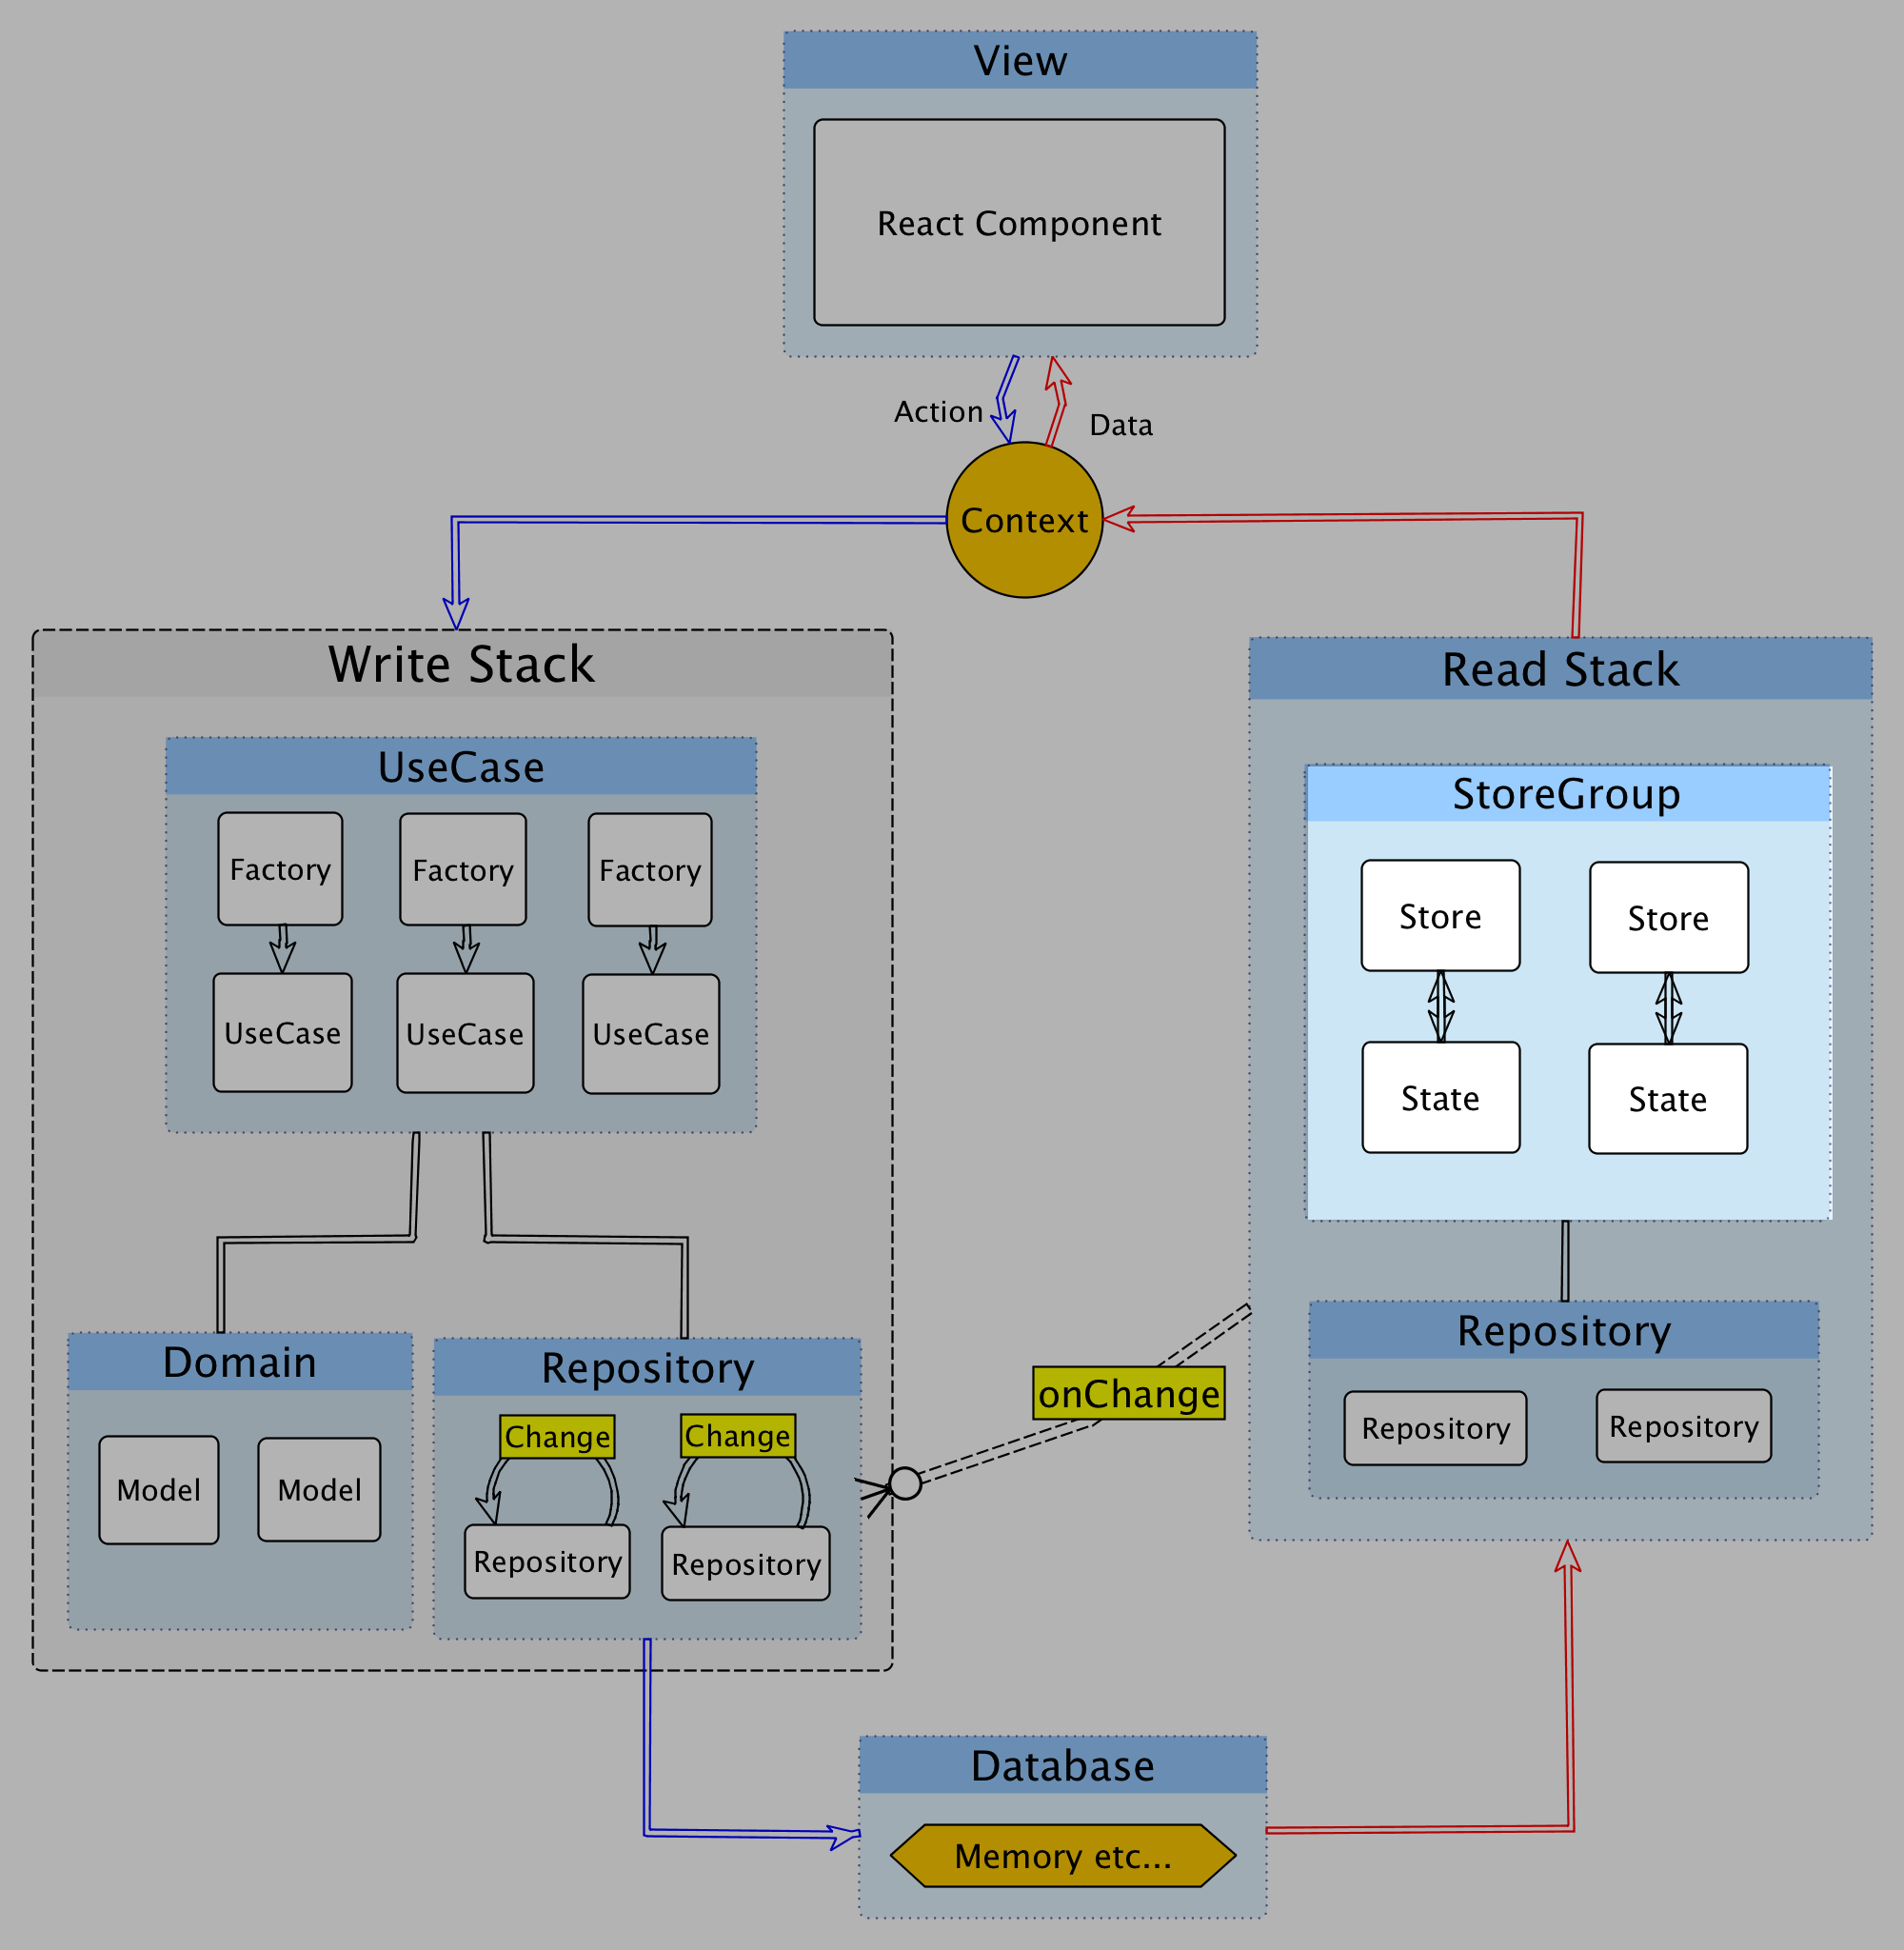 View
React Component
Action
Data
Context
Write Stack
UseCase
Factory
Factory
Factory
UseCase
UseCase
UseCase
Domain
Model
Model
Repository
Change
Change
Repository
Repository
onChange
Read Stack
StoreGroup
Store
Store
State
State
Repository
Repository
Repository
Database
Memory etc...